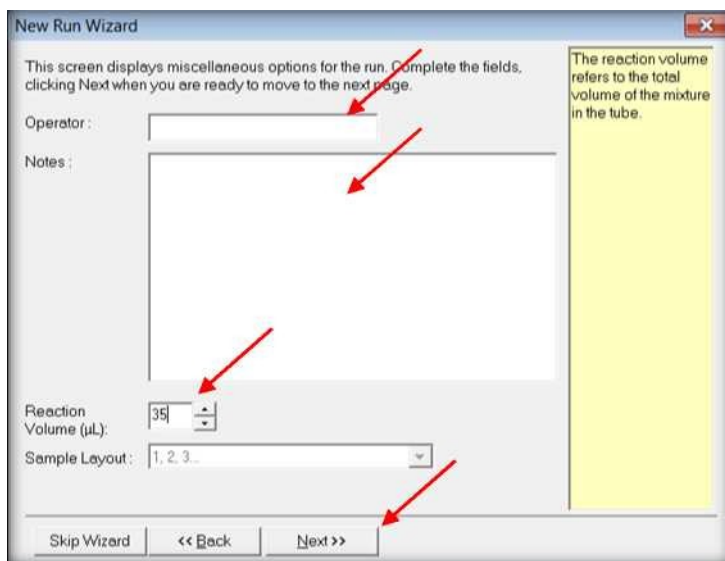 New Run Wizard
This screen displays miscellaneous options for the run. Complete the fields,
clicking Next when you are ready to move to the next page.
The reaction volume
refers to the total
volume of the mixture
in the tube.
Operator :
Notes :
Reaction
Volume (µL):
35
Sample Layout :
1, 2, 3...
Skip Wizard
<< Back
Next >>